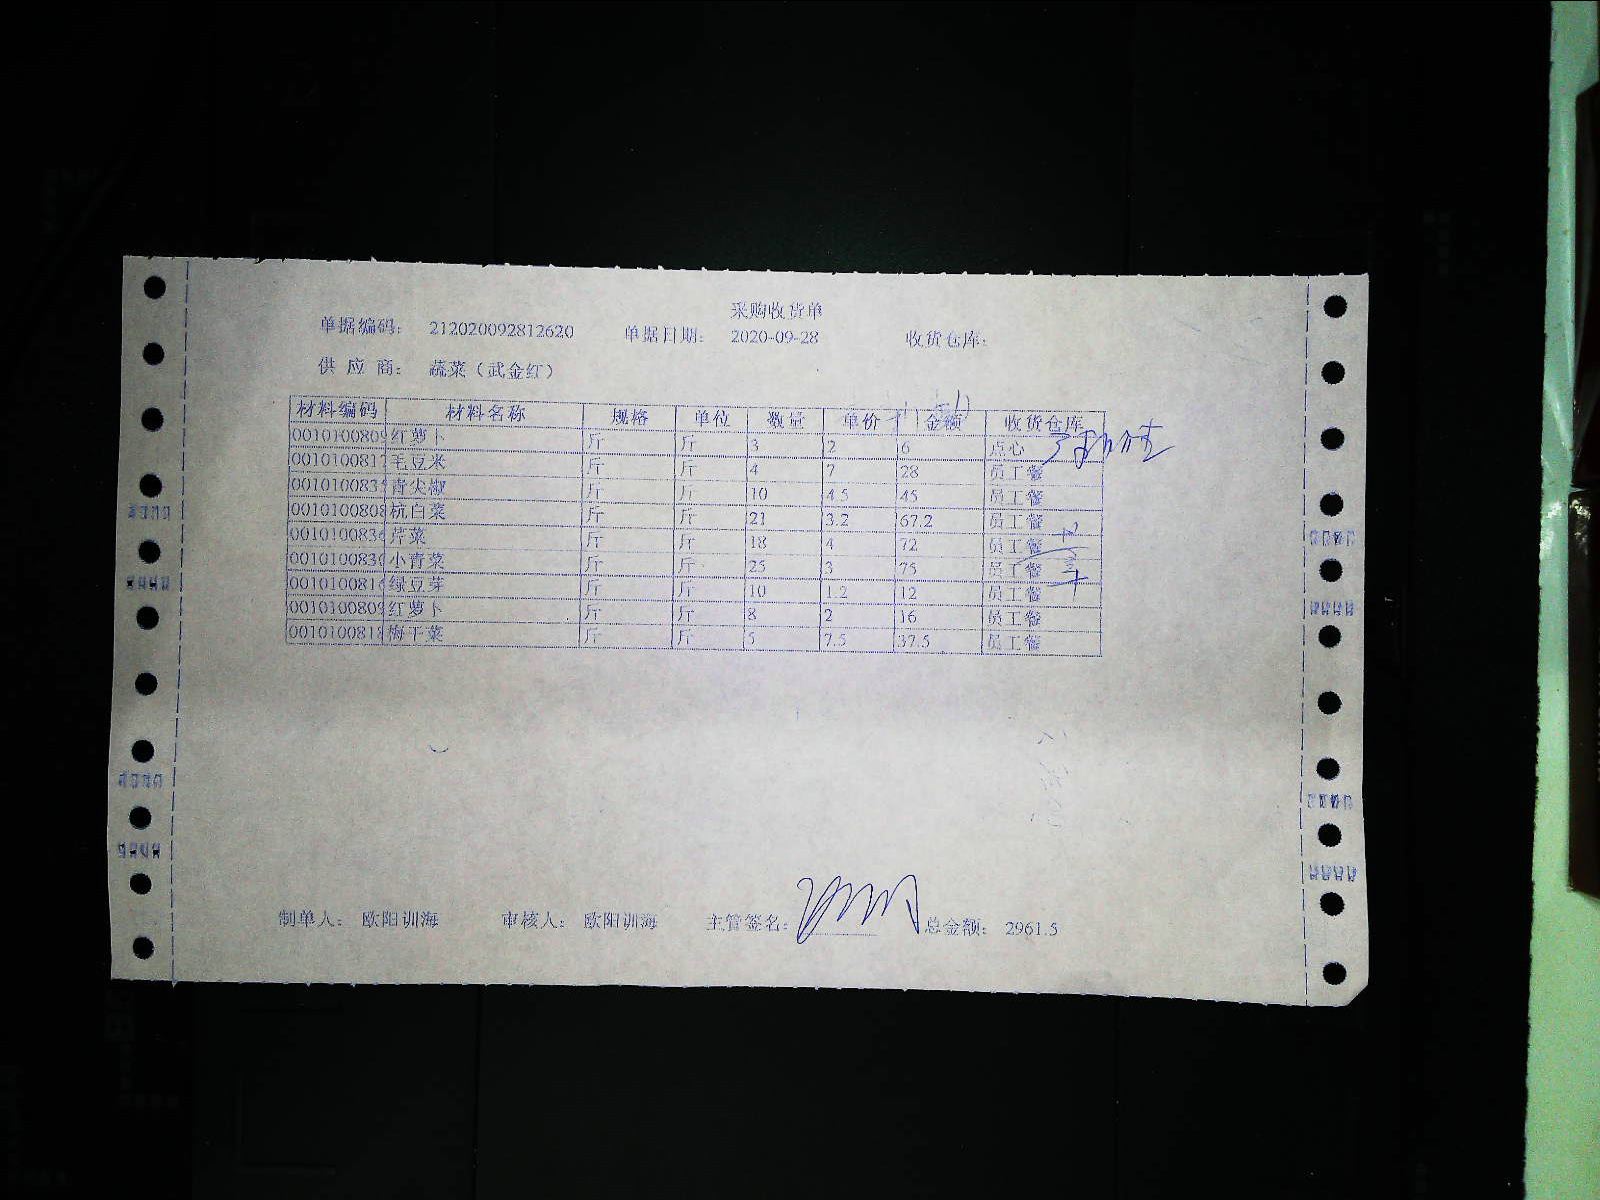 采购收货单
单据编码： 212020092812620 单据日期： 2020-09-28 收货仓库：
供 应 商： 蔬菜（武金红）
材料编码 材料名称 规格 单位 数量 单价 金额 收货仓库
001010080 红萝卜 斤 斤 3 2 6 点心
001010081 毛豆米 斤 斤 4 7 28 员工餐
001010083 青尖椒 斤 斤 10 4.5 45 员工餐
001010080 杭白菜 斤 斤 21 3.2 67.2 员工餐
001010083 芹菜 斤 斤 18 4 72 员工餐
001010083 小青菜 斤 斤 25 3 75 员工餐
001010081 绿豆芽 斤 斤 10 1.2 12 员工餐
001010080 红萝卜 斤 斤 8 2 16 员工餐
001010081 梅干菜 斤 斤 5 7.5 37.5 员工餐
制单人： 欧阳训海 审核人： 欧阳训海 主管签名： 总金额： 2961.5